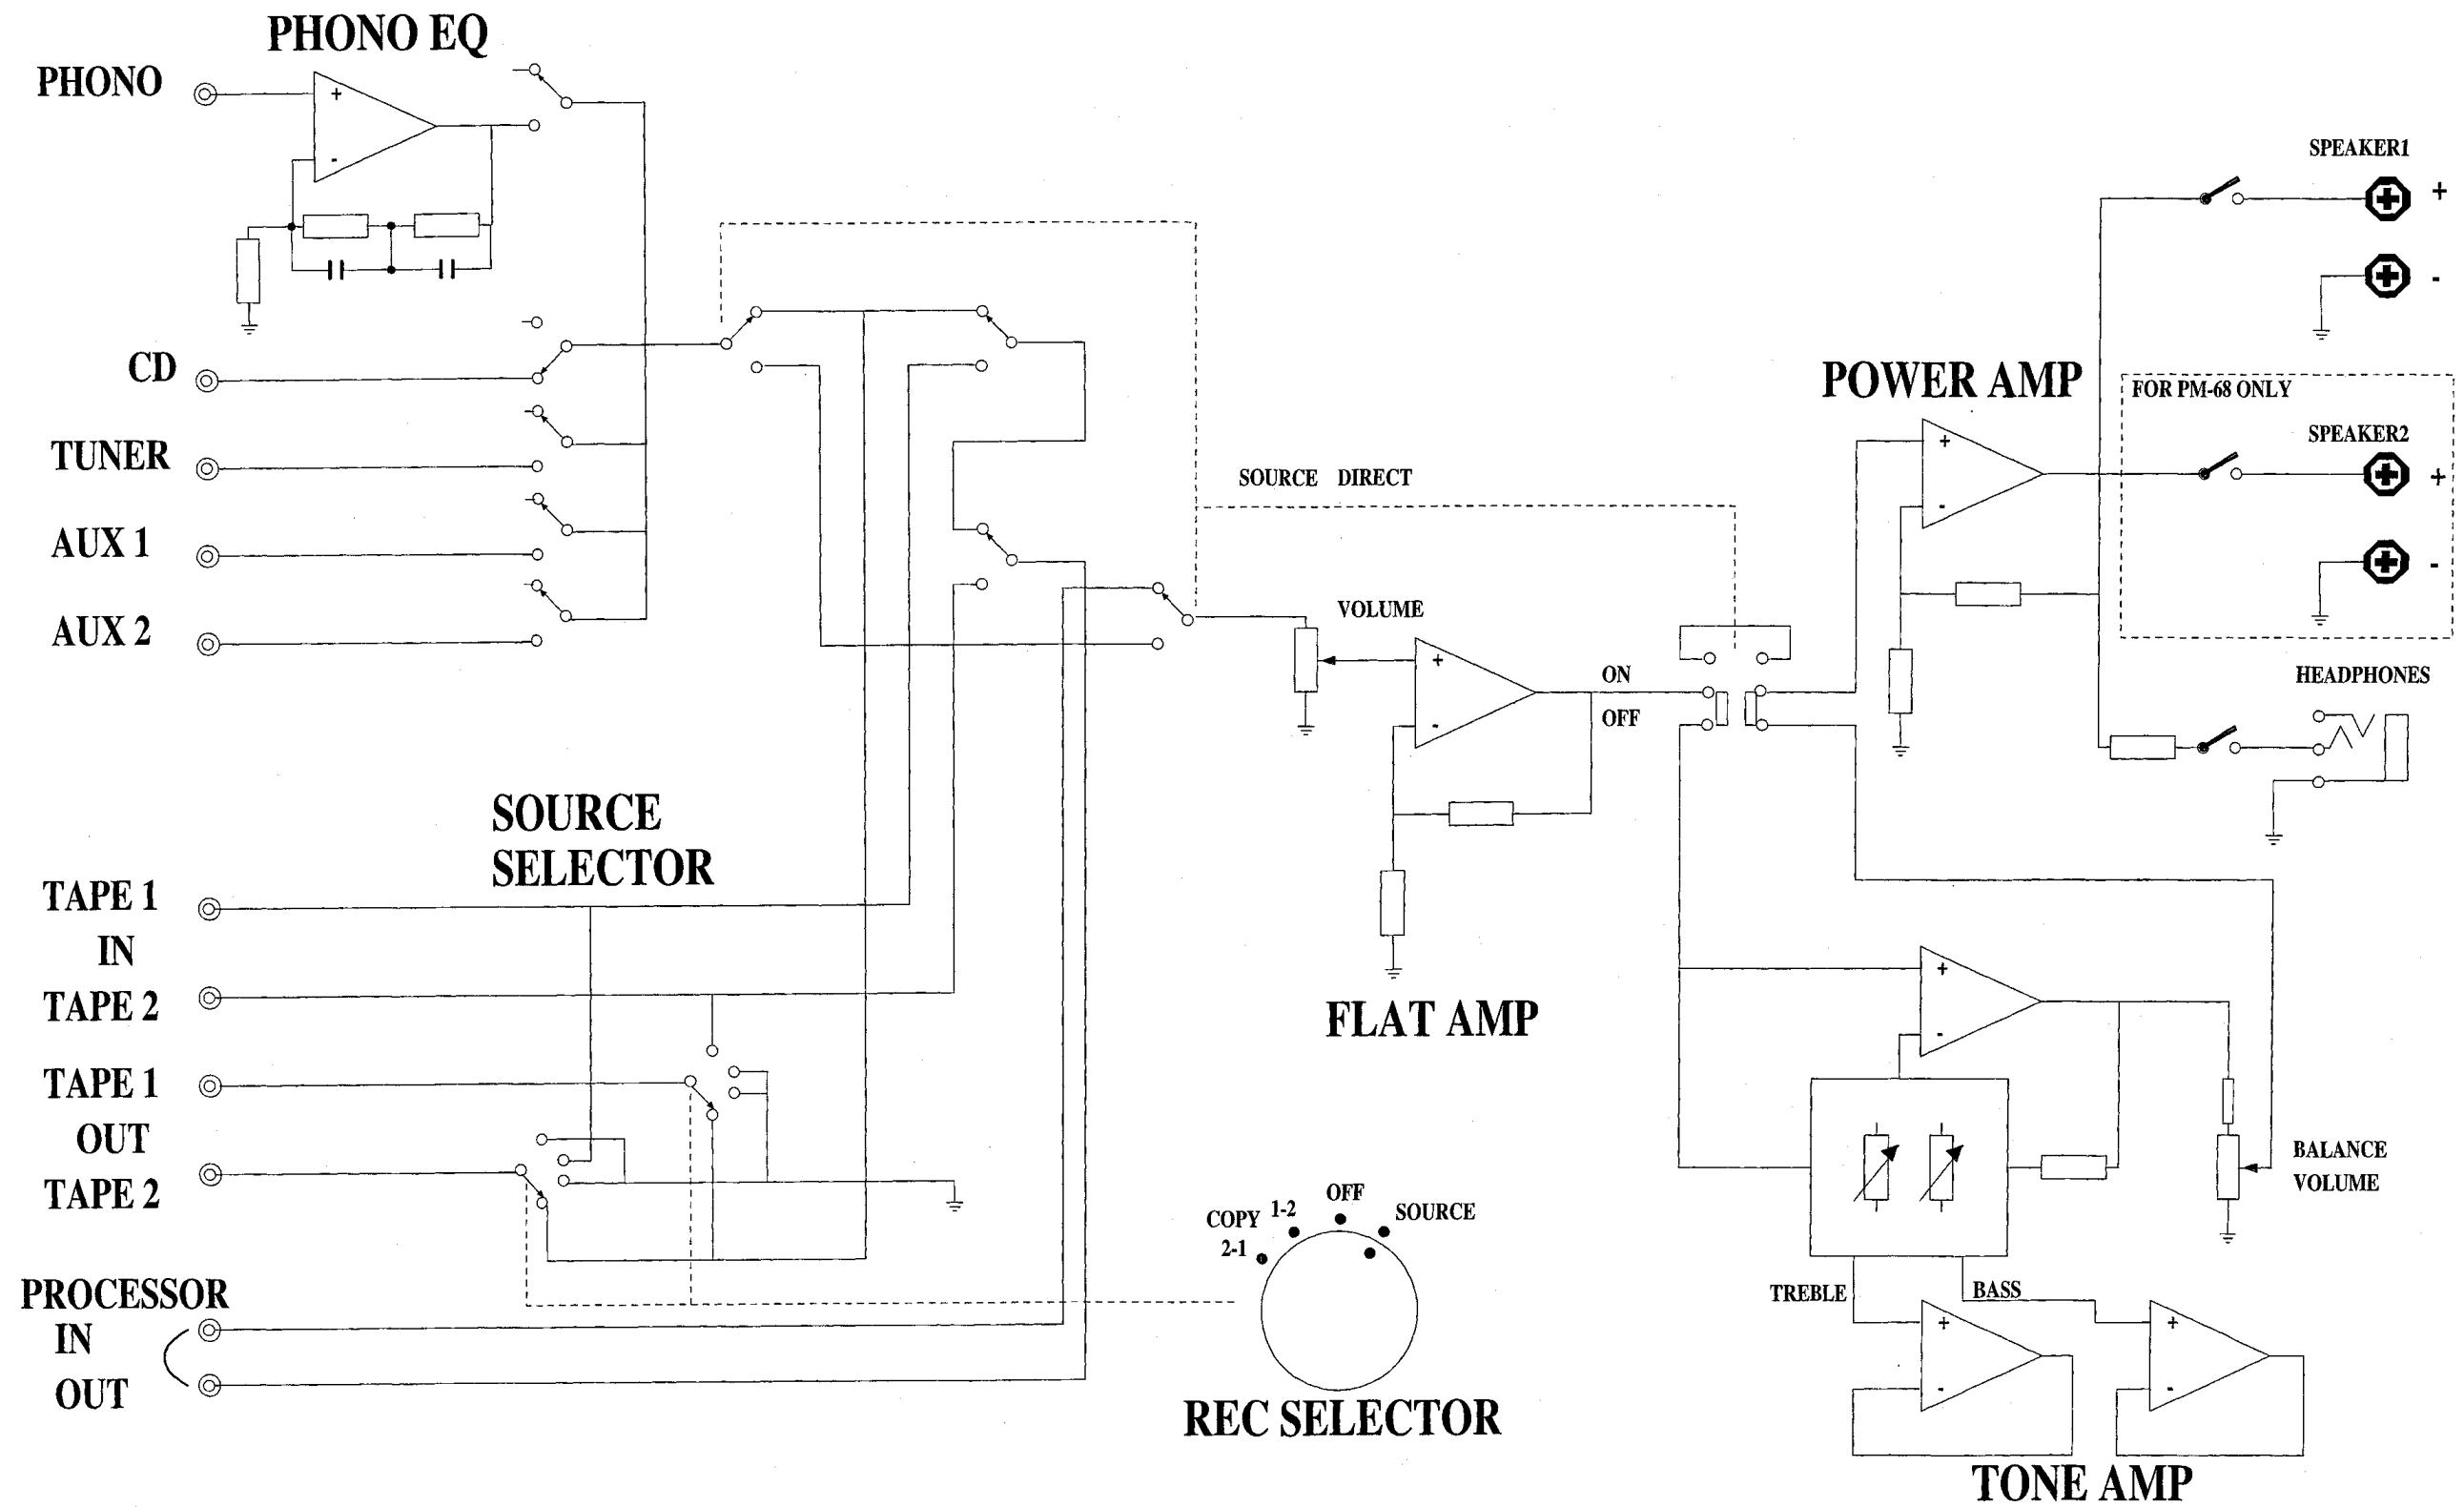 PHONO EQ
PHONO
+
-
CD
TUNER
AUX 1
AUX 2
SOURCE
SELECTOR
TAPE 1
IN
TAPE 2
TAPE 1
OUT
TAPE 2
PROCESSOR
IN
OUT
SOURCE DIRECT
VOLUME
+
-
FLAT AMP
ON
OFF
COPY 1-2
2-1
OFF
SOURCE
REC SELECTOR
POWER AMP
+
-
SPEAKER1
+
-
FOR PM-68 ONLY
SPEAKER2
+
-
HEADPHONES
+
-
BALANCE
VOLUME
TREBLE
BASS
+
-
+
-
TONE AMP